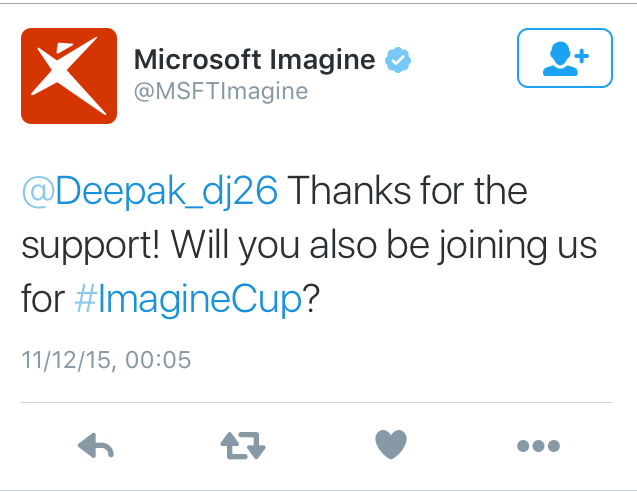 Microsoft Imagine
@MSFTImagine
@Deepak_dj26 Thanks for the
support! Will you also be joining us
for #ImagineCup?
11/12/15, 00:05